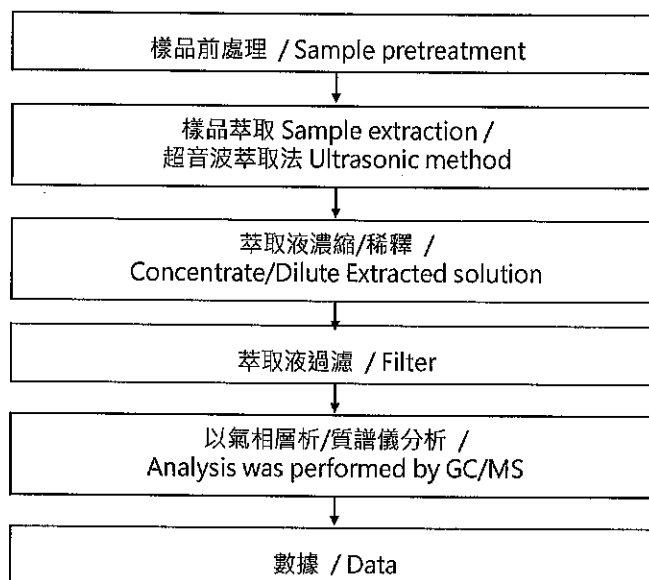 樣品前處理 / Sample pretreatment
樣品萃取 Sample extraction /
超音波萃取法 Ultrasonic method
萃取液濃縮/稀釋 /
Concentrate/Dilute Extracted solution
萃取液過濾 / Filter
以氣相層析/質譜儀分析 /
Analysis was performed by GC/MS
數據 / Data